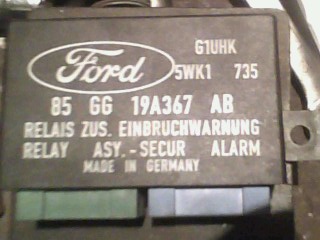 G1UHK
Ford
5WK1 735
85 GG 19A367 AB
RELAIS ZUS. EINBRUCHWARNUNG
RELAY ASY.-SECUR ALARM
MADE IN GERMANY